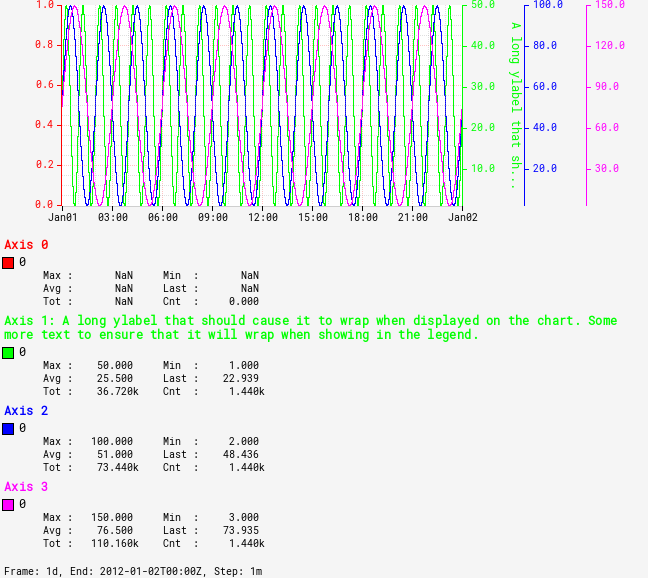 1.0 50.0 100.0 150.0
0.8 40.0 80.0 120.0
0.6 30.0 60.0 90.0
0.4 20.0 40.0 60.0
0.2 10.0 20.0 30.0
0.0
A long ylabel that sh...
Jan01 03:00 06:00 09:00 12:00 15:00 18:00 21:00 Jan02
Axis 0
0
Max : NaN Min : NaN
Avg : NaN Last : NaN
Tot : NaN Cnt : 0.000
Axis 1: A long ylabel that should cause it to wrap when displayed on the chart. Some
more text to ensure that it will wrap when showing in the legend.
0
Max : 50.000 Min : 1.000
Avg : 25.500 Last : 22.939
Tot : 36.720k Cnt : 1.440k
Axis 2
0
Max : 100.000 Min : 2.000
Avg : 51.000 Last : 48.436
Tot : 73.440k Cnt : 1.440k
Axis 3
0
Max : 150.000 Min : 3.000
Avg : 76.500 Last : 73.935
Tot : 110.160k Cnt : 1.440k
Frame: 1d, End: 2012-01-02T00:00Z, Step: 1m